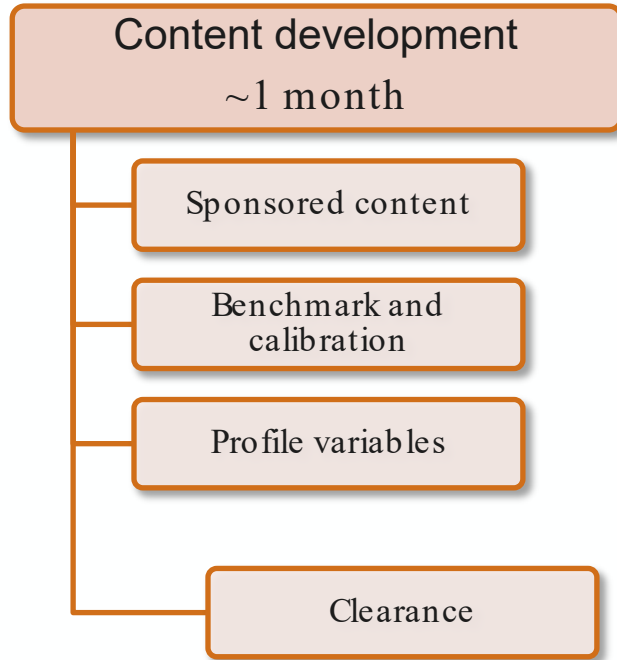 Content development
~1 month
Sponsored content
Benchmark and
calibration
Profile variables
Clearance